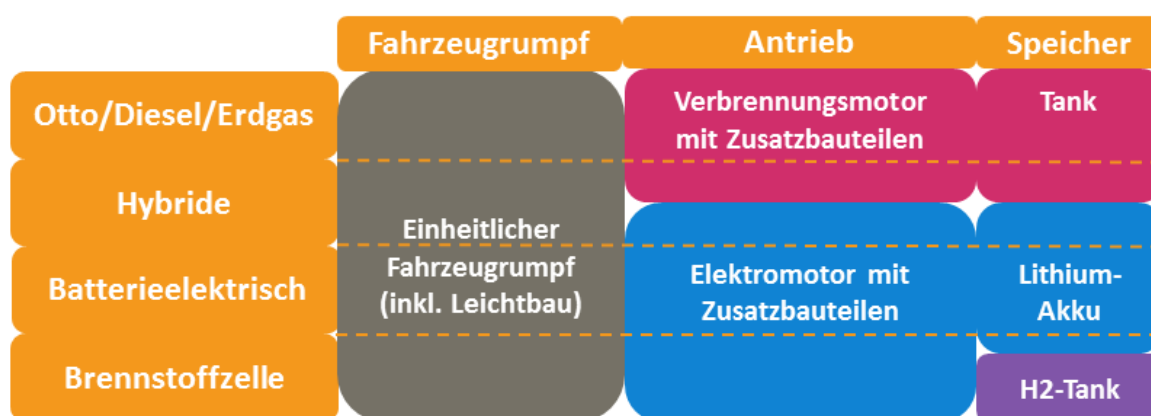 Fahrzeugrumpf
Antrieb
Speicher
Otto/Diesel/Erdgas
Verbrennungsmotor
mit Zusatzbauteilen
Tank
Hybride
Einheitlicher
Fahrzeugrumpf
(inkl. Leichtbau)
Batterieelektrisch
Elektromotor mit
Zusatzbauteilen
Lithium-
Akku
Brennstoffzelle
H2-Tank